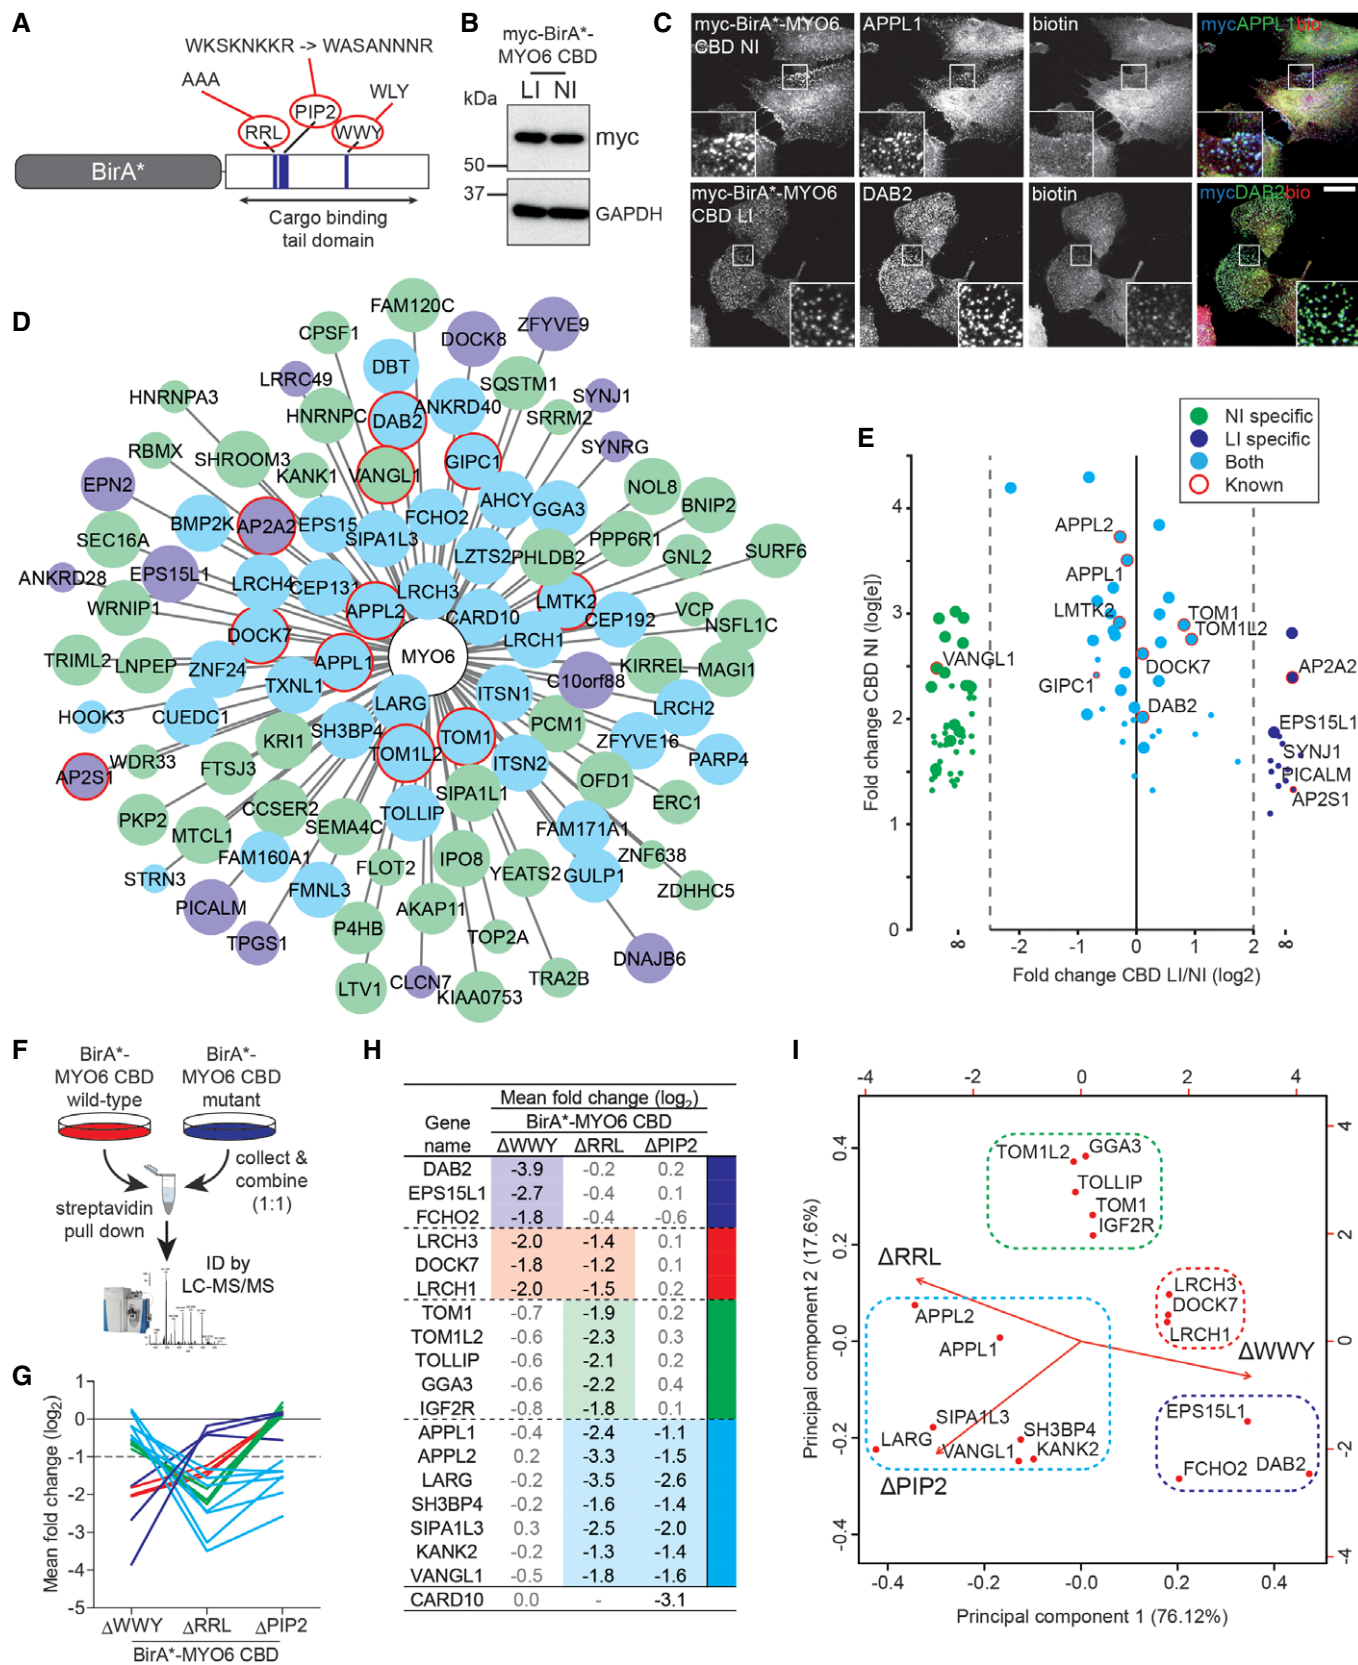 A
WKSKNKKR -> WASANNNR
AAA
WLY
RRL
PIP2
WWY
BirA*
Cargo binding
tail domain
B
myc-BirA*-
MYO6 CBD
kDa
LI NI
myc
50
37
GAPDH
C
myc-BirA*-MYO6
CBD NI
APPL1
biotin
mycAPPL1bio
myc-BirA*-MYO6
CBD LI
DAB2
biotin
mycDAB2bio
D
FAM120C
CPSF1
DOCK8
ZFYVE9
LRRC49
DBT
SQSTM1
SYNJ1
HNRNPA3
HNRNPC
DAB2
ANKRD40
SRRM2
RBMX
SHROOM3
KANK1
VANGL1
GIPC1
SYNRG
EPN2
BMP2K
AP2A2
EPS15
SIPA1L3
FCHO2
AHCY
GGA3
NOL8
BNIP2
SEC16A
EPS15L1
LZTS2
PHLDB2
PPP6R1
GNL2
SURF6
ANKRD28
WRNIP1
LRCH4
CEP131
APPL2
LRCH3
CARD10
LMTK2
CEP192
VCP
NSFL1C
DOCK7
LRCH1
TRIML2
LNPEP
ZNF24
APPL1
MYO6
KIRREL
MAGI1
TXNL1
LARG
ITSN1
C10orf88
LRCH2
HOOK3
CUEDC1
SH3BP4
TOM1L2
TOM1
PCM1
ZFYVE16
PARP4
KRI1
ITSN2
AP2S1
WDR33
FTSJ3
SIPA1L1
OFD1
ERC1
PKP2
MTCL1
CCSER2
SEMA4C
TOLLIP
FAM171A1
ZNF638
STRN3
FAM160A1
FLOT2
IPO8
YEATS2
GULP1
ZDHHC5
PICALM
FMNL3
AKAP11
TPGS1
P4HB
TOP2A
DNAJB6
LTV1
CLCN7
KIAA0753
TRA2B
E
NI specific
LI specific
Both
Known
Fold change CBD NI (log[e])
4
3
2
1
0
APPL2
APPL1
LMTK2
TOM1
TOM1L2
VANGL1
DOCK7
GIPC1
DAB2
AP2A2
EPS15L1
SYNJ1
PICALM
AP2S1
∞ -2 -1 0 1 2 ∞
Fold change CBD LI/NI (log2)
F
BirA*-
MYO6 CBD
wild-type
BirA*-
MYO6 CBD
mutant
collect &
combine
(1:1)
streptavidin
pull down
ID by
LC-MS/MS
G
Mean fold change (log2)
1
0
-1
-2
-3
-4
-5
ΔWWY ΔRRL ΔPIP2
BirA*-MYO6 CBD
H
Mean fold change (log2)
Gene
name
BirA*-MYO6 CBD
ΔWWY ΔRRL ΔPIP2
DAB2 -3.9 -0.2 0.2
EPS15L1 -2.7 -0.4 0.1
FCHO2 -1.8 -0.4 -0.6
LRCH3 -2.0 -1.4 0.1
DOCK7 -1.8 -1.2 0.1
LRCH1 -2.0 -1.5 0.2
TOM1 -0.7 -1.9 0.2
TOM1L2 -0.6 -2.3 0.3
TOLLIP -0.6 -2.1 0.2
GGA3 -0.6 -2.2 0.4
IGF2R -0.8 -1.8 0.1
APPL1 -0.4 -2.4 -1.1
APPL2 0.2 -3.3 -1.5
LARG -0.2 -3.5 -2.6
SH3BP4 -0.2 -1.6 -1.4
SIPA1L3 0.3 -2.5 -2.0
KANK2 -0.2 -1.3 -1.4
VANGL1 -0.5 -1.8 -1.6
CARD10 0.0 - -3.1
I
-4 -2 0 2 4
Principal component 2 (17.6%)
0.4
0.2
-0.0
-0.2
-0.4
4
2
0
-2
-4
TOM1L2
GGA3
TOLLIP
TOM1
IGF2R
ΔRRL
LRCH3
DOCK7
LRCH1
APPL2
APPL1
ΔWWY
SIPA1L3
SH3BP4
LARG
VANGL1
KANK2
ΔPIP2
EPS15L1
FCHO2
DAB2
-0.4 -0.2 -0.0 0.2 0.4
Principal component 1 (76.12%)